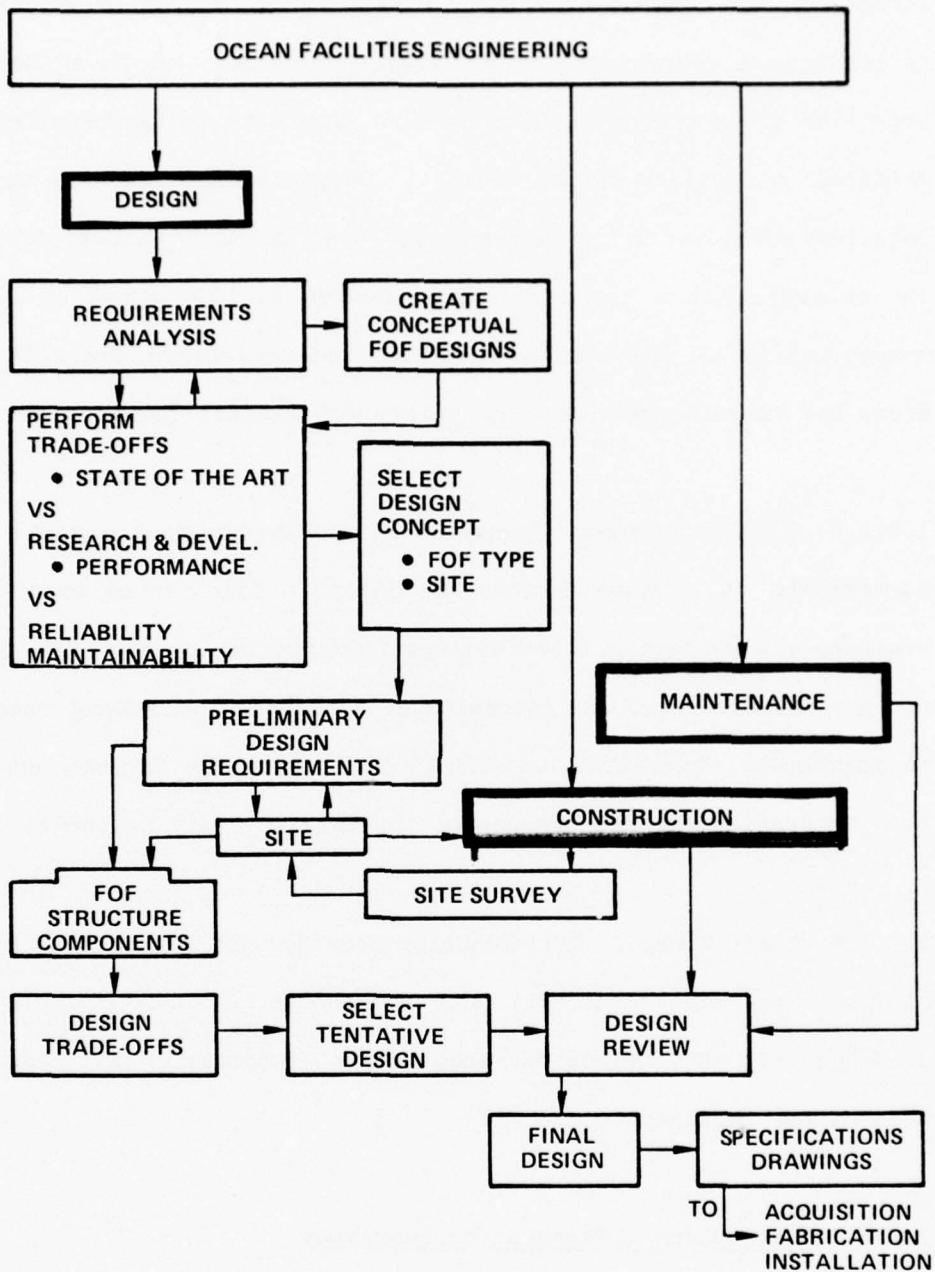 OCEAN FACILITIES ENGINEERING
DESIGN
REQUIREMENTS
ANALYSIS
CREATE
CONCEPTUAL
FOF DESIGNS
PERFORM
TRADE-OFFS
● STATE OF THE ART
VS
RESEARCH & DEVEL.
● PERFORMANCE
VS
RELIABILITY
MAINTAINABILITY
SELECT
DESIGN
CONCEPT
● FOF TYPE
● SITE
MAINTENANCE
PRELIMINARY
DESIGN
REQUIREMENTS
CONSTRUCTION
SITE
SITE SURVEY
FOF
STRUCTURE
COMPONENTS
DESIGN
TRADE-OFFS
SELECT
TENTATIVE
DESIGN
DESIGN
REVIEW
FINAL
DESIGN
SPECIFICATIONS
DRAWINGS
TO
ACQUISITION
FABRICATION
INSTALLATION